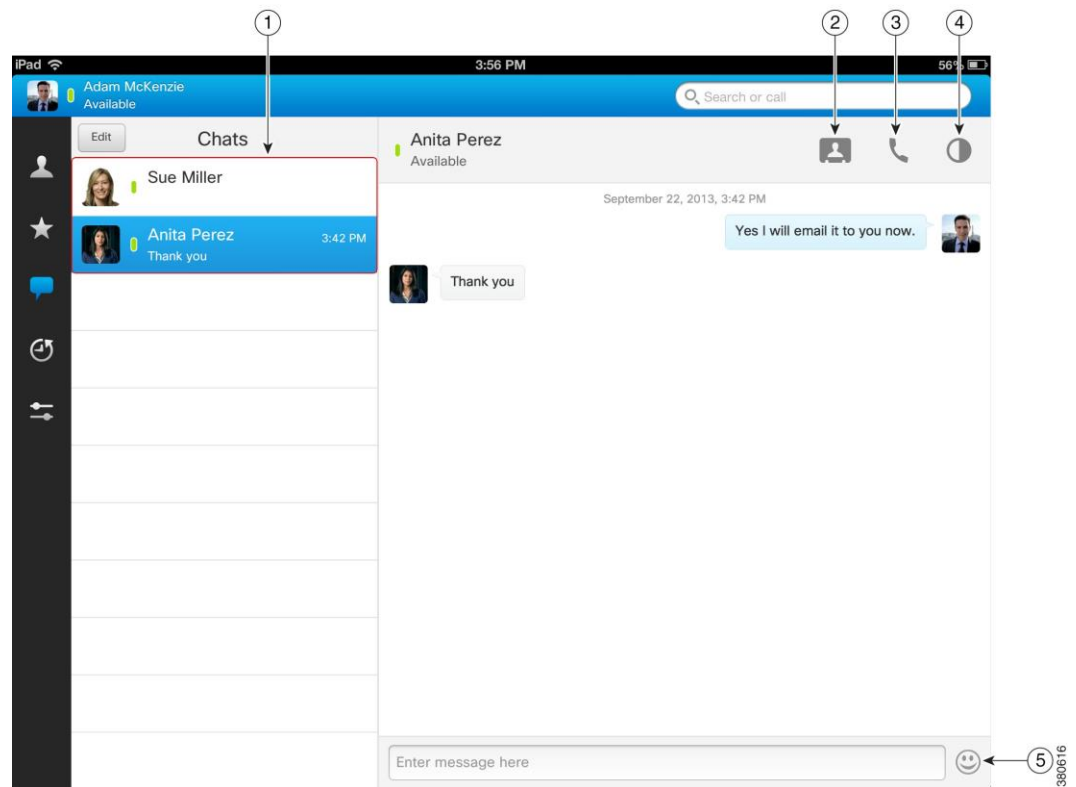 1
2
3
4
iPad
3:56 PM
56%
Adam McKenzie
Available
Search or call
Edit
Chats
Sue Miller
Anita Perez
3:42 PM
Thank you
Anita Perez
Available
September 22, 2013, 3:42 PM
Yes I will email it to you now.
Thank you
Enter message here
5
380616